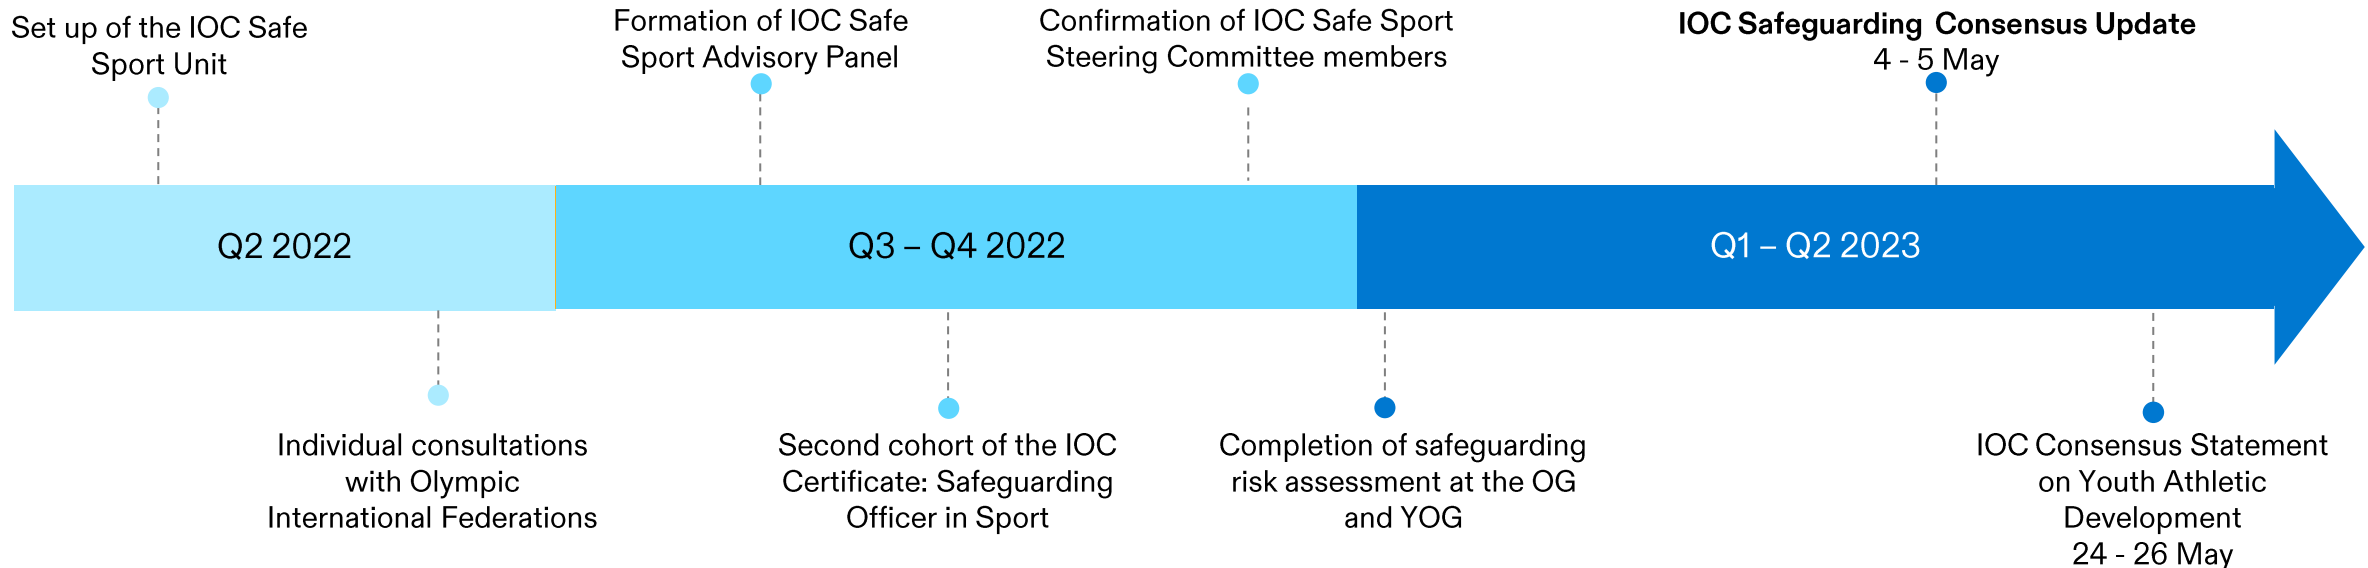 Set up of the IOC Safe
Sport Unit
Formation of IOC Safe
Sport Advisory Panel
Confirmation of IOC Safe Sport
Steering Committee members
IOC Safeguarding Consensus Update
4 - 5 May
Q2 2022
Q3 – Q4 2022
Q1 – Q2 2023
Individual consultations
with Olympic
International Federations
Second cohort of the IOC
Certificate: Safeguarding
Officer in Sport
Completion of safeguarding
risk assessment at the OG
and YOG
IOC Consensus Statement
on Youth Athletic
Development
24 - 26 May